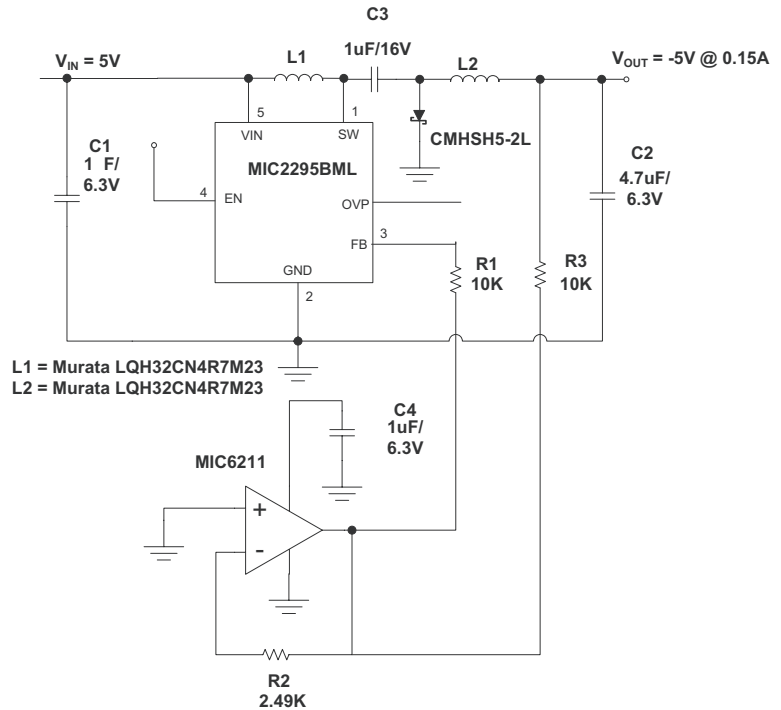 C3
1uF/16V
L1
L2
V_IN = 5V
V_OUT = -5V @ 0.15A
5
1
VIN
SW
CMHSH5-2L
C1
1 F/
6.3V
MIC2295BML
C2
4.7uF/
6.3V
4
EN
OVP
3
FB
R1
10K
R3
10K
GND
2
L1 = Murata LQH32CN4R7M23
L2 = Murata LQH32CN4R7M23
C4
1uF/
6.3V
MIC6211
+
-
R2
2.49K